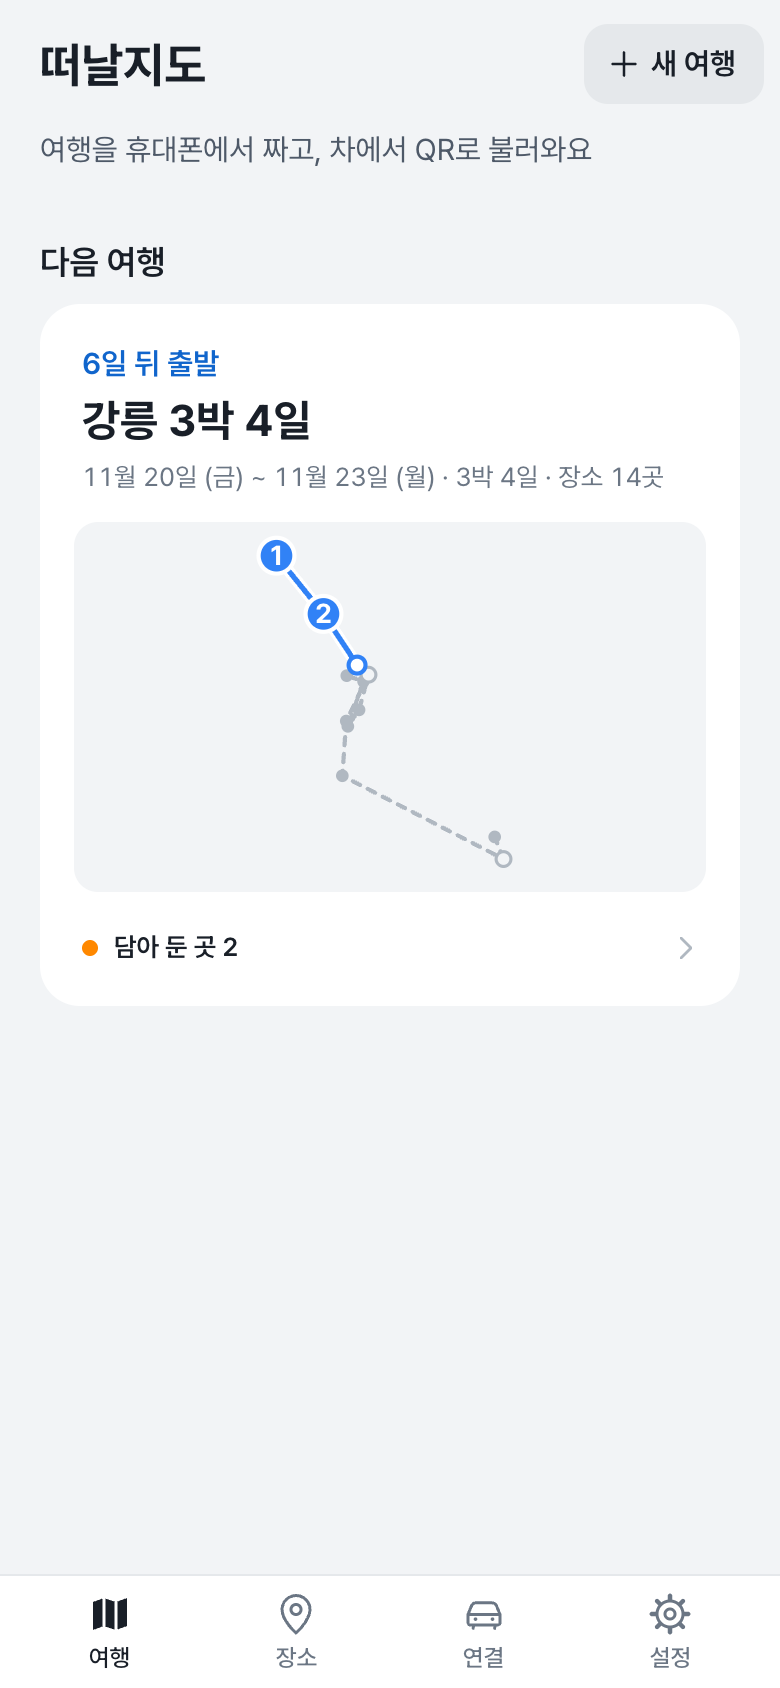 떠날지도
새 여행
여행을 휴대폰에서 짜고, 차에서 QR로 불러와요
다음 여행
6일 뒤 출발
강릉 3박 4일
11월 20일 (금) ~ 11월 23일 (월) · 3박 4일 · 장소 14곳
1
2
담아 둔 곳 2
여행 장소 연결 설정